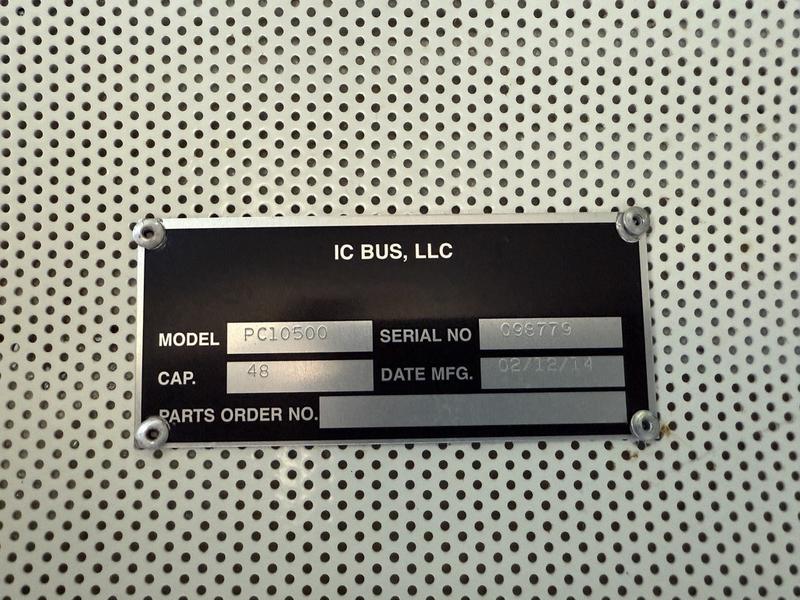 IC BUS, LLC
MODEL PC10500 SERIAL NO 098779
CAP. 48 DATE MFG. 02/12/14
PARTS ORDER NO.